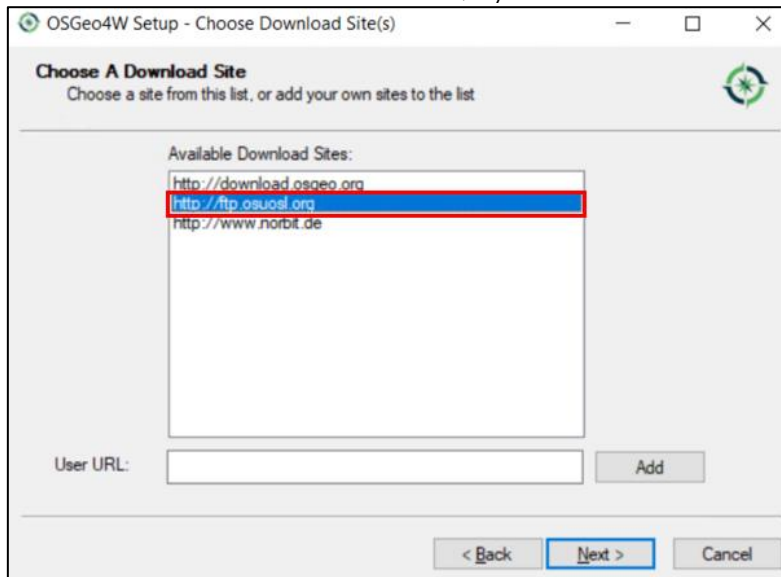 OSGeo4W Setup - Choose Download Site(s)
Choose A Download Site
Choose a site from this list, or add your own sites to the list
Available Download Sites:
http://download.osgeo.org
http://ftp.osuosl.org
http://www.norbit.de
User URL:
Add
< Back
Next >
Cancel